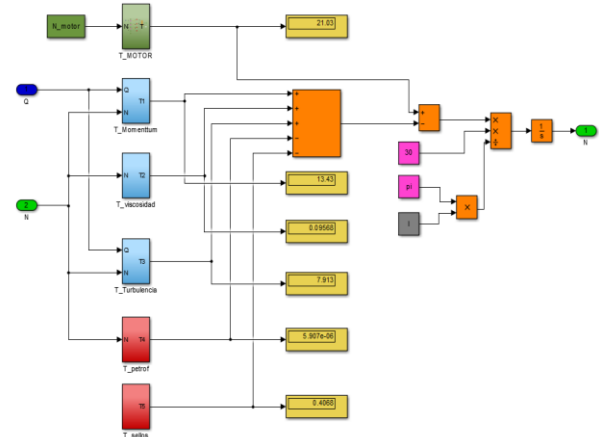 N_motor
N
T
T_MOTOR
21.03
1
Q
Q
N
T1
T_Momentium
13.43
N
T2
T_viscosidad
0.09568
2
N
Q
N
T3
T_Turbulencia
7.913
N
T4
T_petrof
5.907e-06
T5
0.4068
+
+
+
−
−
+
−
30
pi
I
×
×
×
÷
1
s
1
N